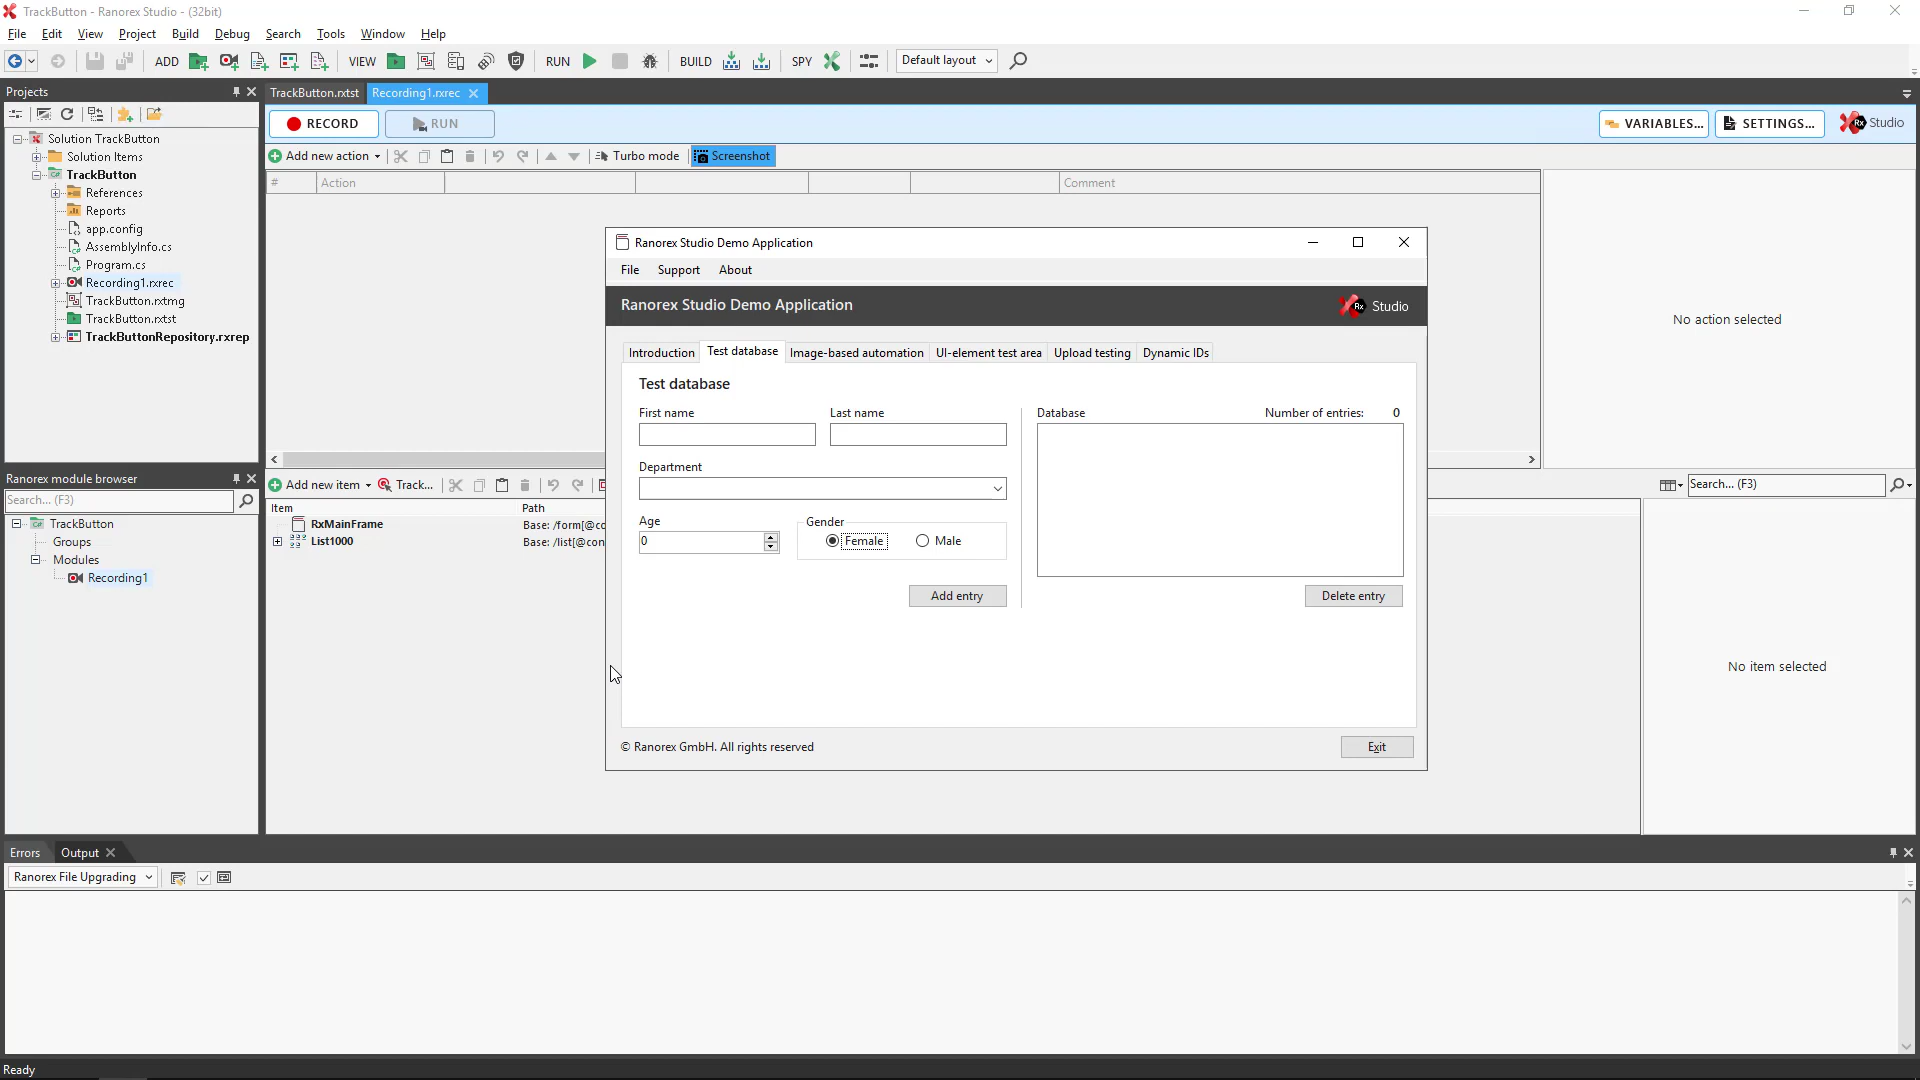 TrackButton - Ranorex Studio - (32bit)
File Edit View Project Build Debug Search Tools Window Help
ADD VIEW RUN BUILD SPY Default layout
Projects
TrackButton.rxtst Recording1.rxrec
RECORD RUN VARIABLES... SETTINGS... Rx Studio
Add new action Turbo mode Screenshot
# Action Comment
Solution TrackButton
Solution Items
TrackButton
References
Reports
app.config
AssemblyInfo.cs
Program.cs
Recording1.rxrec
TrackButton.rxtmg
TrackButton.rxtst
TrackButtonRepository.rxrep
No action selected
Ranorex Studio Demo Application
File Support About
Ranorex Studio Demo Application Rx Studio
Introduction Test database Image-based automation UI-element test area Upload testing Dynamic IDs
Test database
First name Last name Database Number of entries: 0
Department
Age Gender
0 Female Male
Add entry Delete entry
© Ranorex GmbH. All rights reserved Exit
Ranorex module browser
Search... (F3)
TrackButton
Groups
Modules
Recording1
Add new item Track... Search... (F3)
Item Path
RxMainFrame Base: /form[@co
List1000 Base: /list[@con
No item selected
Errors Output
Ranorex File Upgrading
Ready